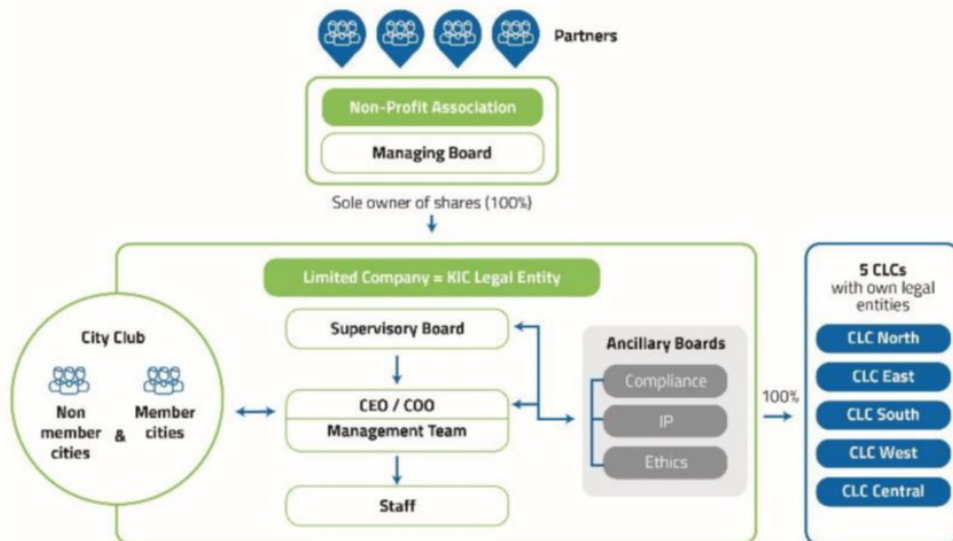 Partners
Non-Profit Association
Managing Board
Sole owner of shares (100%)
Limited Company = KIC Legal Entity
Supervisory Board
CEO / COO
Management Team
Staff
City Club
Non
member
cities
&
Member
cities
Ancillary Boards
Compliance
IP
Ethics
100%
5 CLCs
with own legal
entities
CLC North
CLC East
CLC South
CLC West
CLC Central